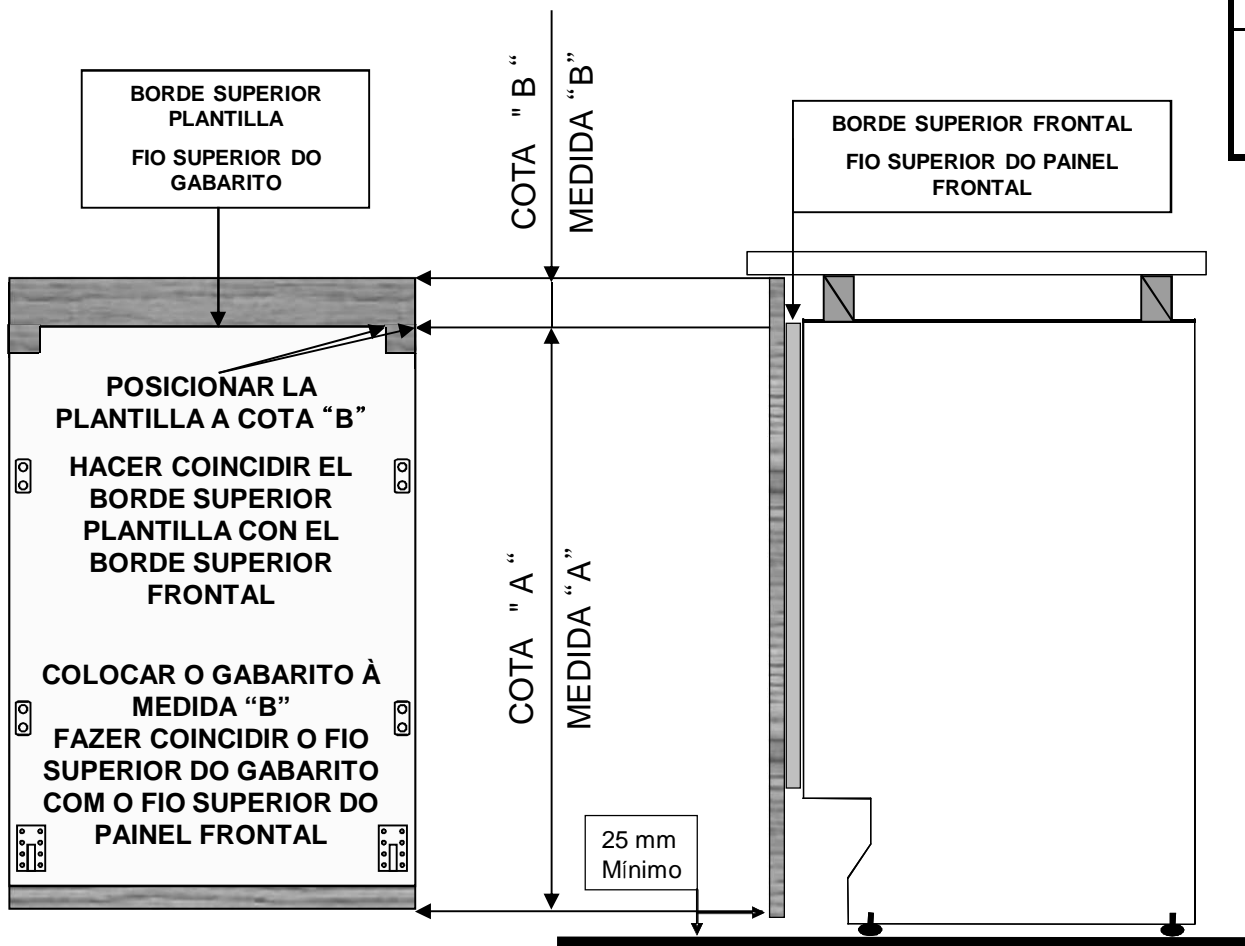 BORDE SUPERIOR
PLANTILLA
FIO SUPERIOR DO
GABARITO
COTA "B“
MEDIDA “B”
BORDE SUPERIOR FRONTAL
FIO SUPERIOR DO PAINEL
FRONTAL
POSICIONAR LA
PLANTILLA A COTA “B”
HACER COINCIDIR EL
BORDE SUPERIOR
PLANTILLA CON EL
BORDE SUPERIOR
FRONTAL
COLOCAR O GABARITO À
MEDIDA “B”
FAZER COINCIDIR O FIO
SUPERIOR DO GABARITO
COM O FIO SUPERIOR DO
PAINEL FRONTAL
COTA "A“
MEDIDA “A”
25 mm
Mínimo